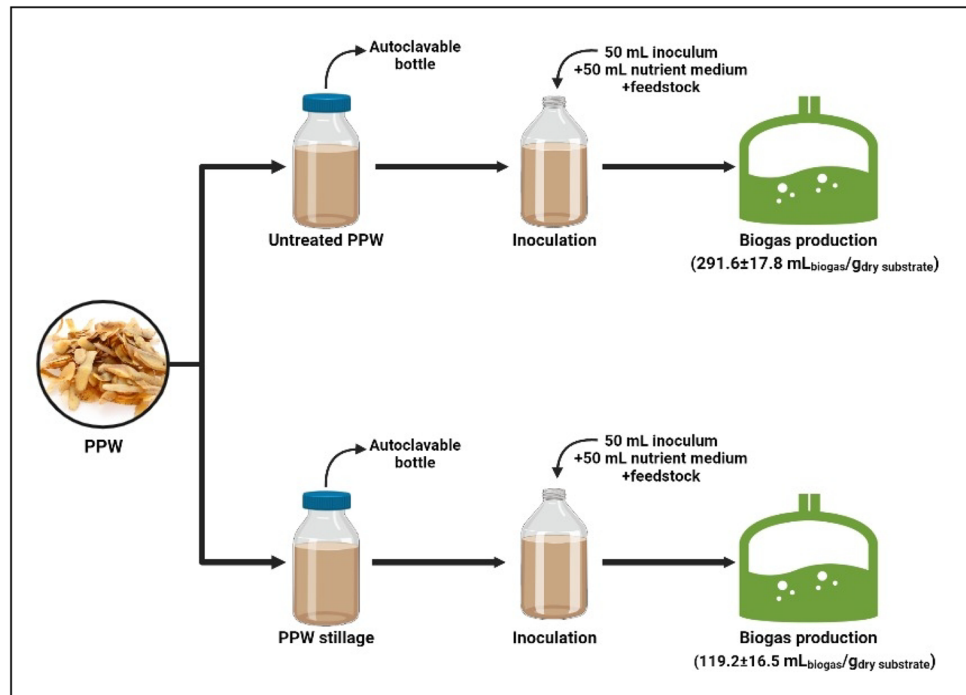 Autoclavable
bottle
50 mL inoculum
+50 mL nutrient medium
+feedstock
Untreated PPW
Inoculation
Biogas production
(291.6±17.8 mLbiogas/gdry substrate)
PPW
Autoclavable
bottle
50 mL inoculum
+50 mL nutrient medium
+feedstock
PPW stillage
Inoculation
Biogas production
(119.2±16.5 mLbiogas/gdry substrate)